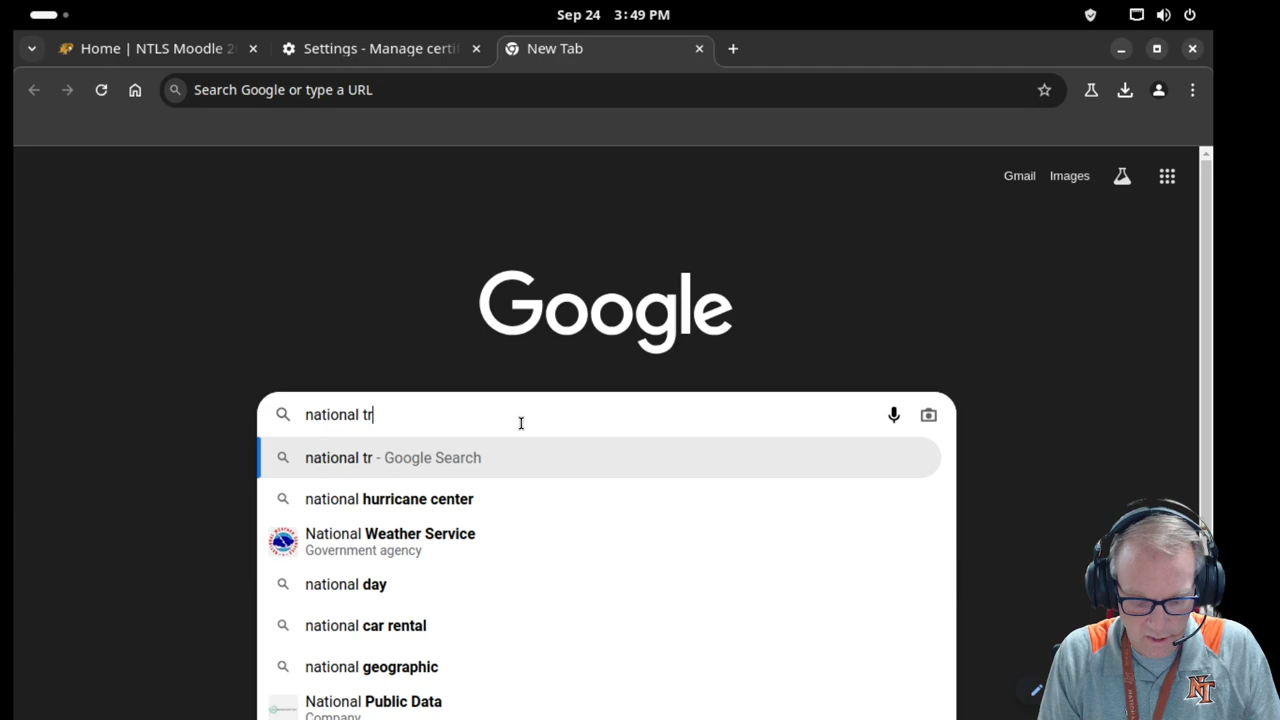 Sep 24 3:49 PM
Home | NTLS Moodle 2
Settings - Manage certif
New Tab
Search Google or type a URL
Gmail Images
Google
national tr
national tr - Google Search
national hurricane center
National Weather Service
Government agency
national day
national car rental
national geographic
National Public Data
Company
NT